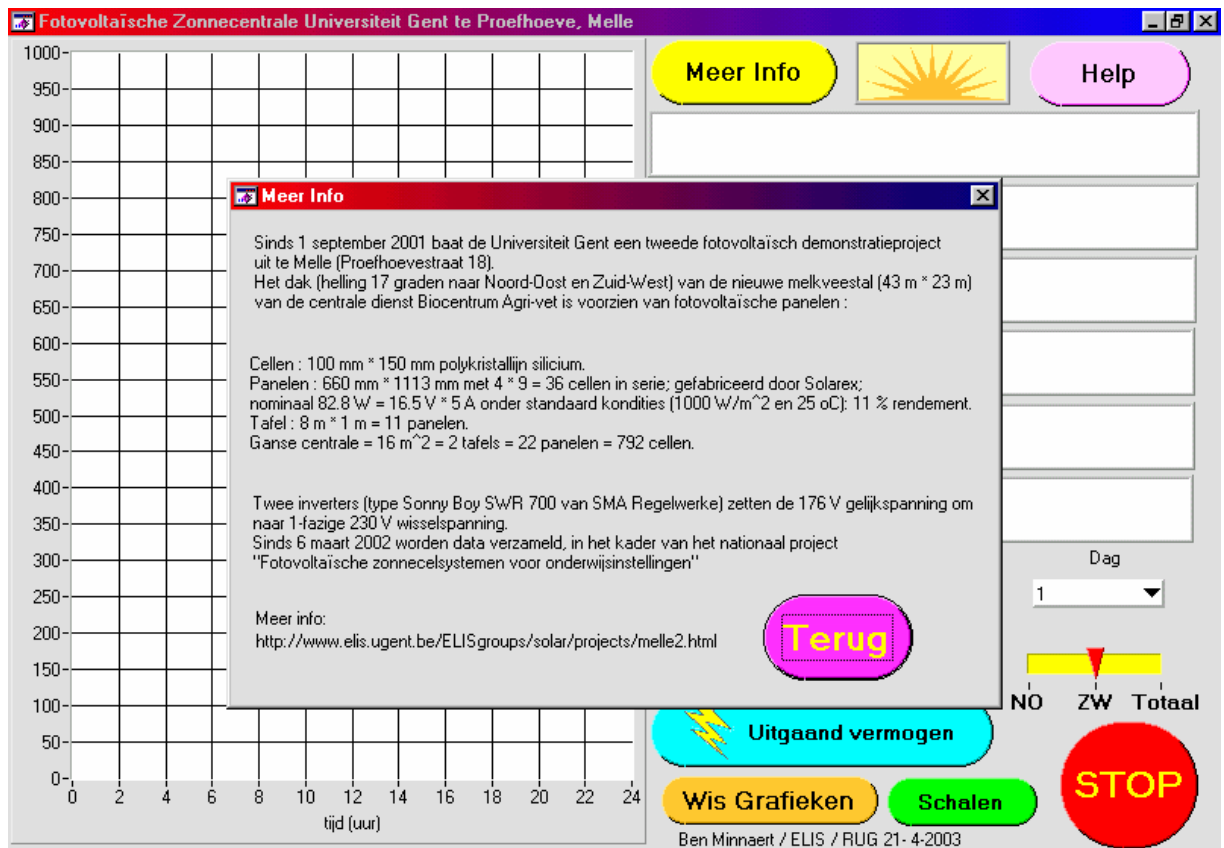 Fotovoltaïsche Zonnecentrale Universiteit Gent te Proefhoeve, Melle
1000
950
900
850
800
750
700
650
600
550
500
450
400
350
300
250
200
150
100
50
0
0 2 4 6 8 10 12 14 16 18 20 22 24
tijd (uur)
Meer Info
Help
Meer Info
Sinds 1 september 2001 baat de Universiteit Gent een tweede fotovoltaïsch demonstratieproject
uit te Melle (Proefhoevestraat 18).
Het dak (helling 17 graden naar Noord-Oost en Zuid-West) van de nieuwe melkveestal (43 m * 23 m)
van de centrale dienst Biocentrum Agri-vet is voorzien van fotovoltaïsche panelen :
Cellen : 100 mm * 150 mm polykristallijn silicium.
Panelen : 660 mm * 1113 mm met 4 * 9 = 36 cellen in serie; gefabriceerd door Solarex;
nominaal 82.8 W = 16.5 V * 5 A onder standaard kondities (1000 W/m^2 en 25 oC): 11 % rendement.
Tafel : 8 m * 1 m = 11 panelen.
Ganse centrale = 16 m^2 = 2 tafels = 22 panelen = 792 cellen.
Twee inverters (type Sonny Boy SWR 700 van SMA Regelwerke) zetten de 176 V gelijkspanning om
naar 1-fazige 230 V wisselspanning.
Sinds 6 maart 2002 worden data verzameld, in het kader van het nationaal project
"Fotovoltaïsche zonnecelsystemen voor onderwijsinstellingen"
Meer info:
http://www.elis.ugent.be/ELISgroups/solar/projects/melle2.html
Terug
Dag
1
NO ZW Totaal
Uitgaand vermogen
STOP
Wis Grafieken
Schalen
Ben Minnaert / ELIS / RUG 21- 4-2003